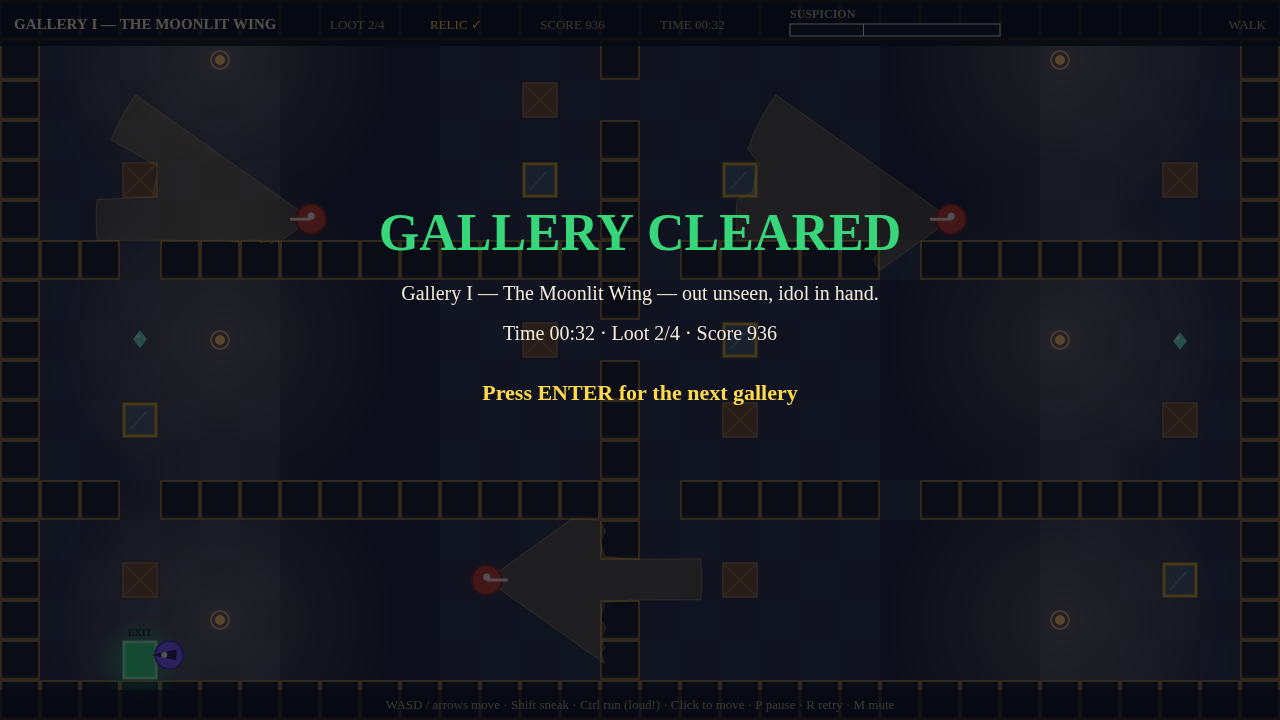 GALLERY I — THE MOONLIT WING LOOT 2/4 RELIC ✓ SCORE 936 TIME 00:32 SUSPICION WALK
GALLERY CLEARED
Gallery I — The Moonlit Wing — out unseen, idol in hand.
Time 00:32 · Loot 2/4 · Score 936
Press ENTER for the next gallery
EXIT
WASD / arrows move · Shift sneak · Ctrl run (loud!) · Click to move · P pause · R retry · M mute